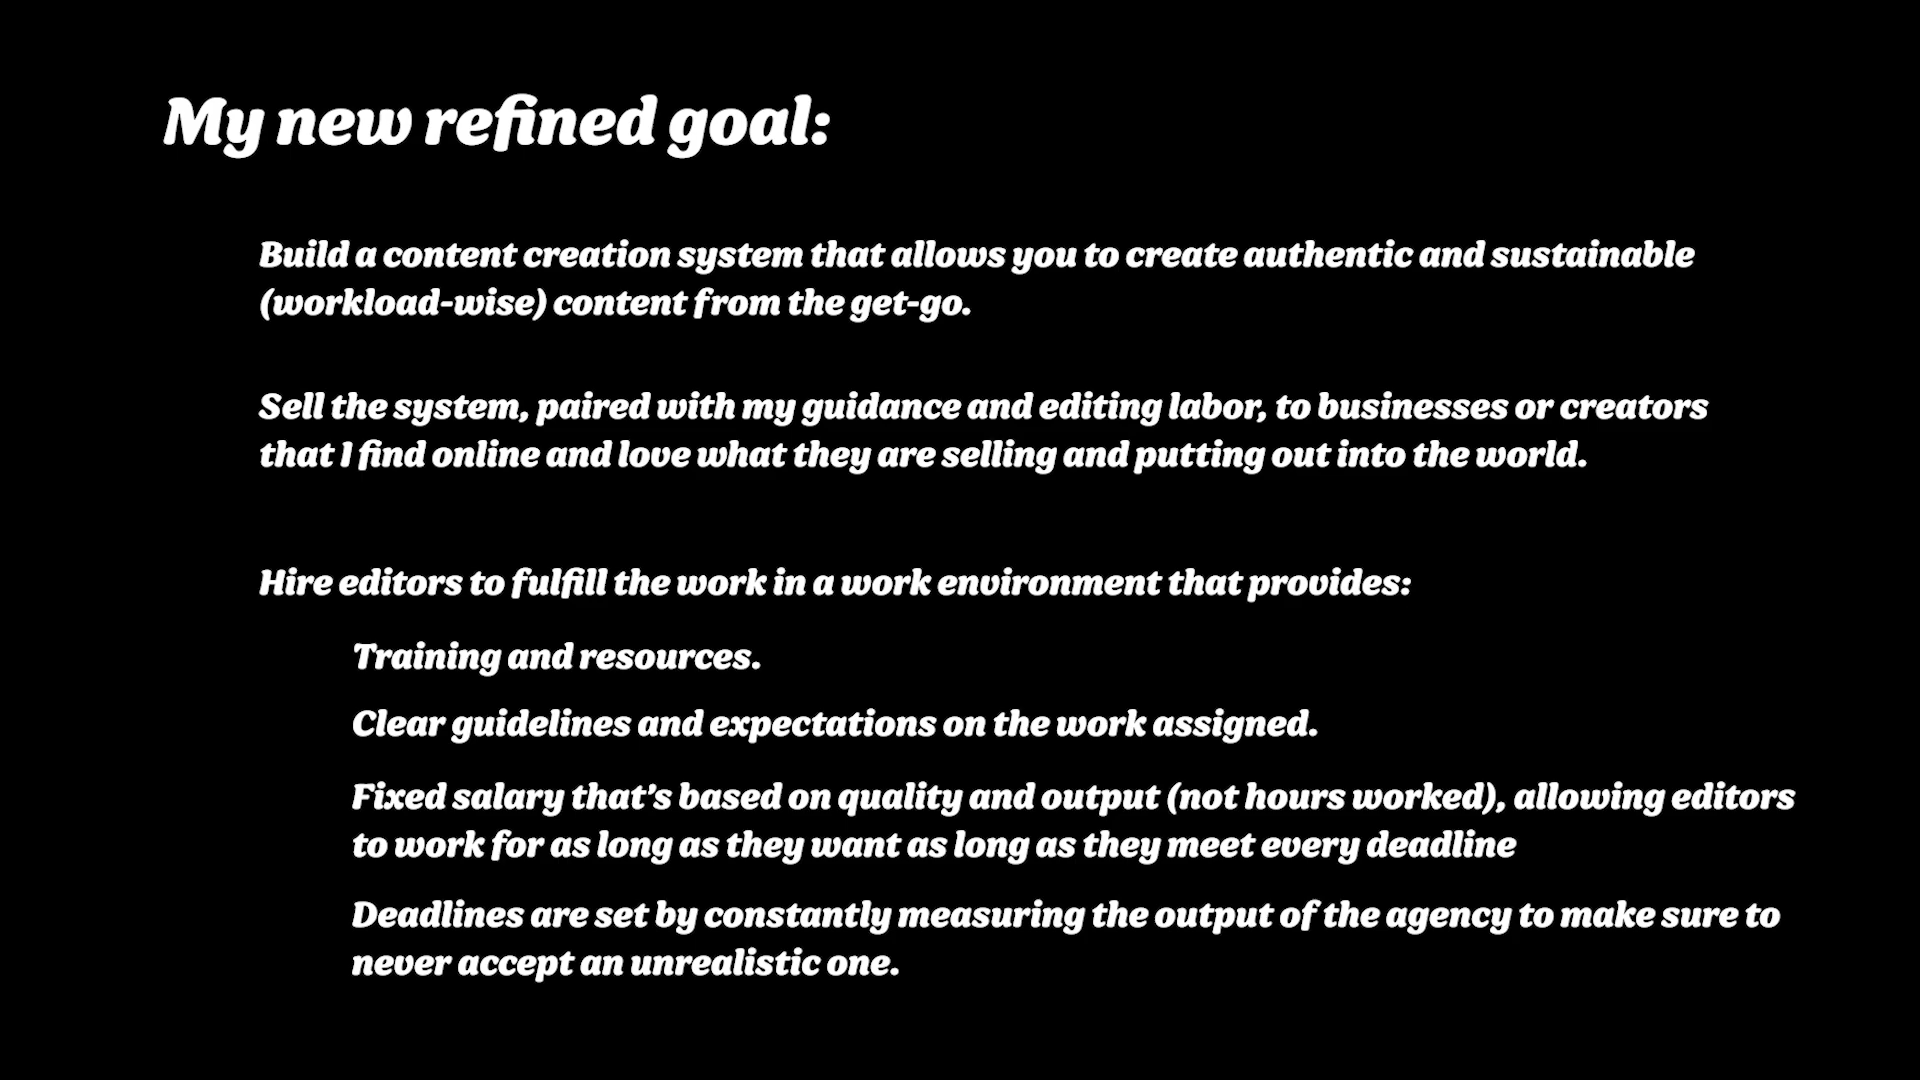 My new refined goal:
Build a content creation system that allows you to create authentic and sustainable
(workload-wise) content from the get-go.
Sell the system, paired with my guidance and editing labor, to businesses or creators
that I find online and love what they are selling and putting out into the world.
Hire editors to fulfill the work in a work environment that provides:
Training and resources.
Clear guidelines and expectations on the work assigned.
Fixed salary that's based on quality and output (not hours worked), allowing editors
to work for as long as they want as long as they meet every deadline
Deadlines are set by constantly measuring the output of the agency to make sure to
never accept an unrealistic one.